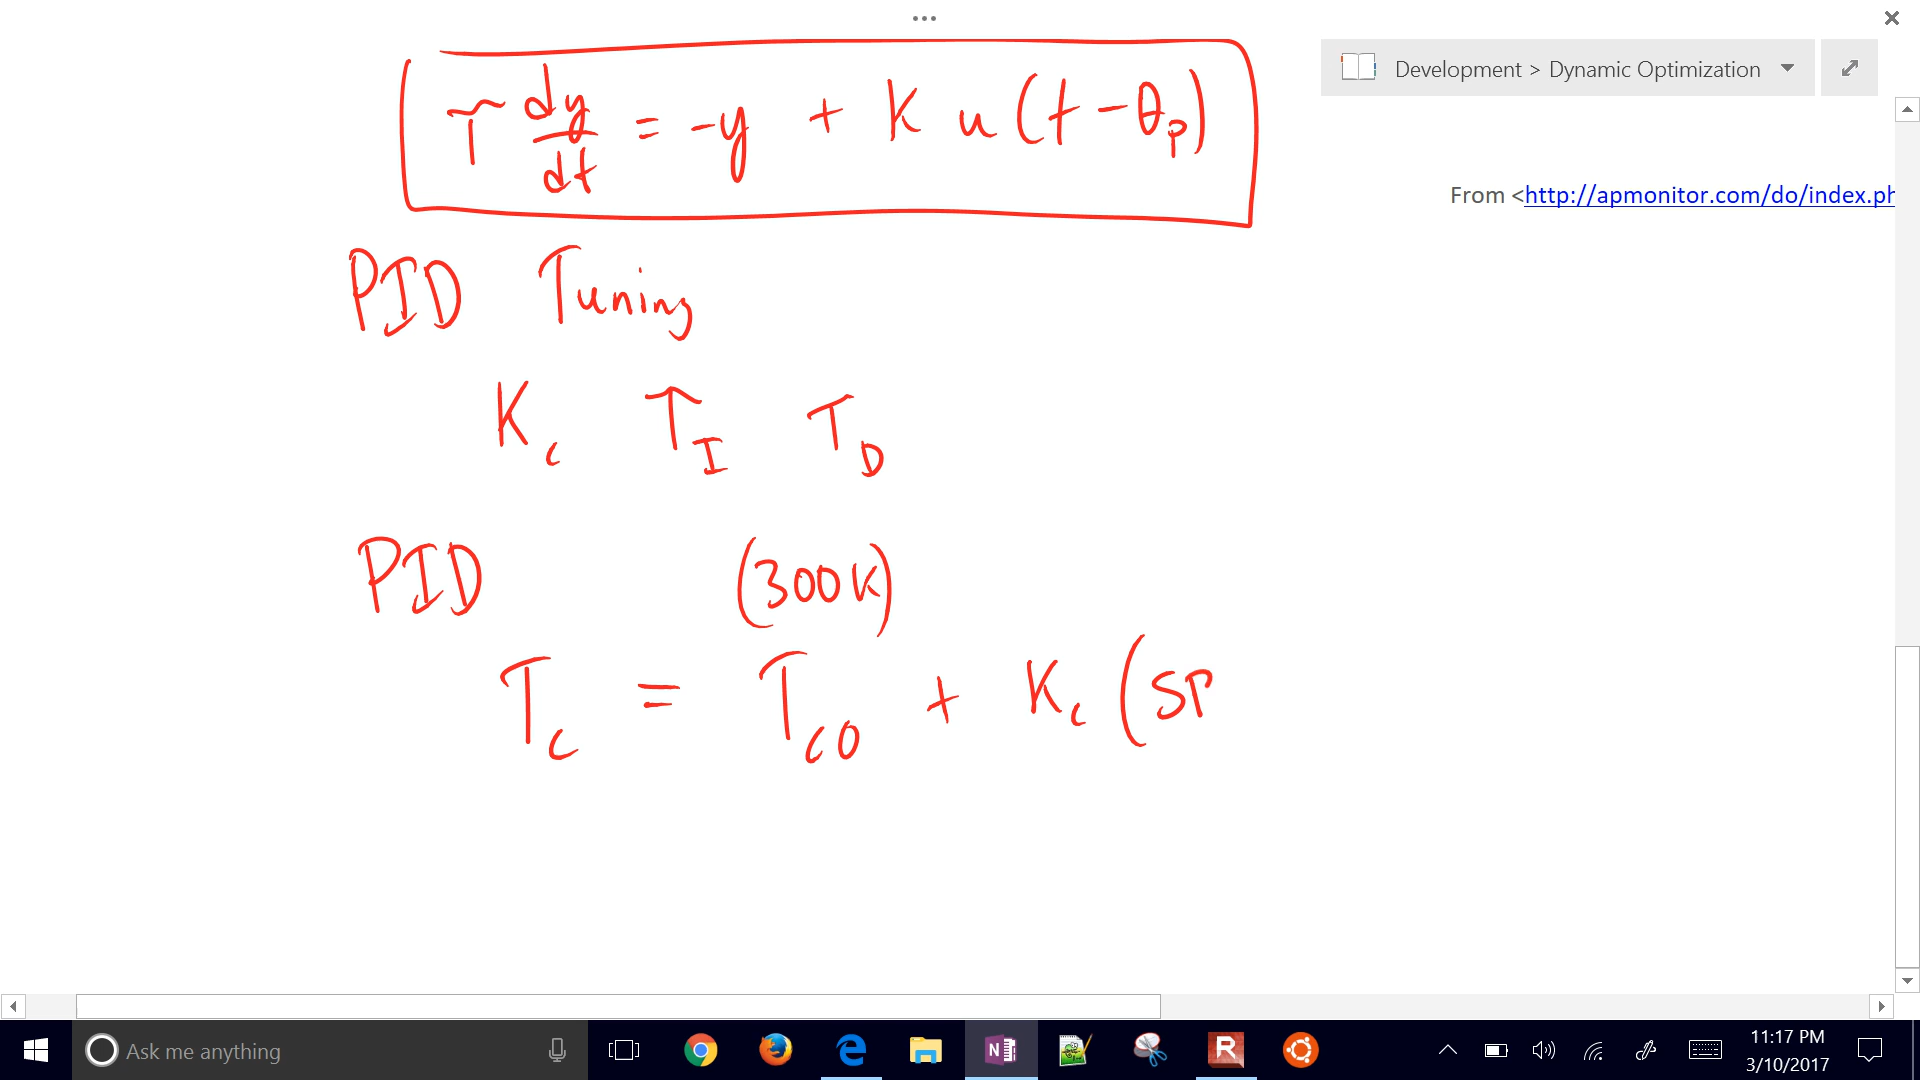 Development > Dynamic Optimization
τ dy/dt = -y + K u(t - θp)
From <http://apmonitor.com/do/index.ph
PID Tuning
Kc τI τD
PID (300K)
Tc = Tc0 + Kc (SP
Ask me anything
11:17 PM
3/10/2017